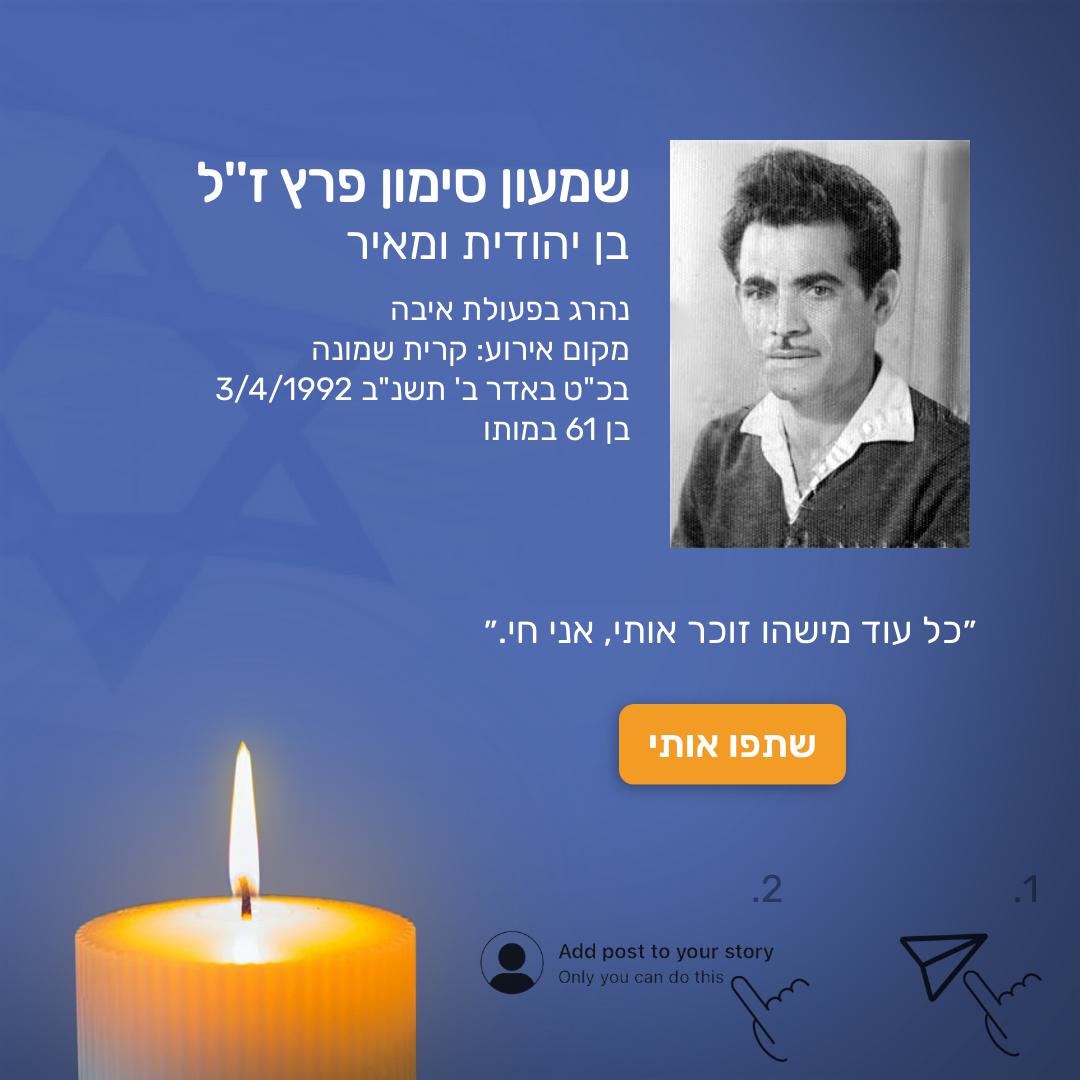 שמעון סימון פרץ ז"ל
בן יהודית ומאיר
נהרג בפעולת איבה
מקום אירוע: קרית שמונה
בכ"ט באדר ב' תשנ"ב 3/4/1992
בן 61 במותו
״כל עוד מישהו זוכר אותי, אני חי.״
שתפו אותי
1.
2.
Add post to your story
Only you can do this